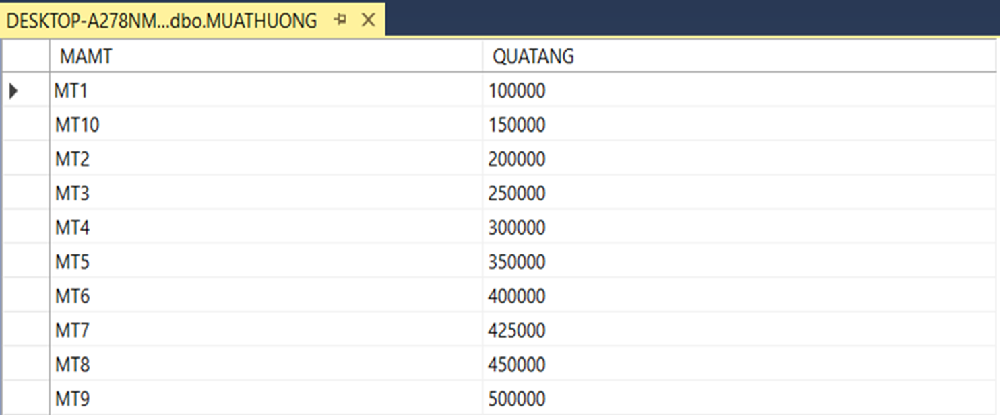 DESKTOP-A278NM...dbo.MUATHUONG
MAMT QUATANG
MT1 100000
MT10 150000
MT2 200000
MT3 250000
MT4 300000
MT5 350000
MT6 400000
MT7 425000
MT8 450000
MT9 500000